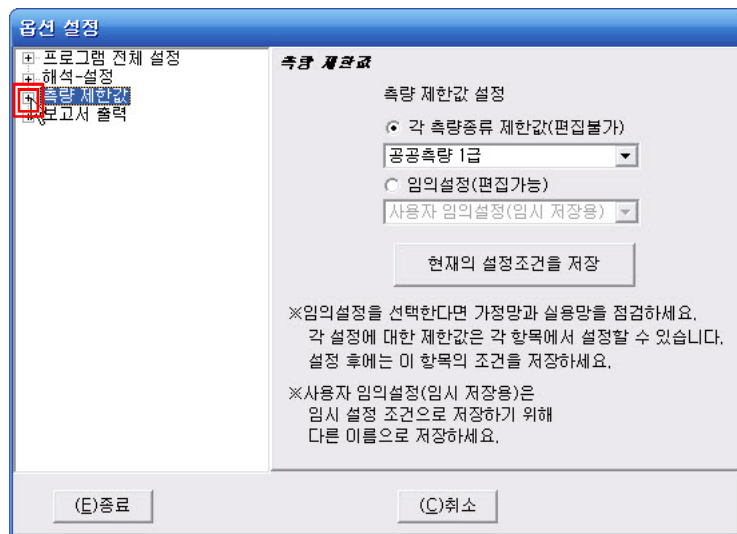 옵션 설정
프로그램 전체 설정
해석-설정
측량 제한값
보고서 출력
측량 제한값
측량 제한값 설정
각 측량종류 제한값(편집불가)
공공측량 1급
임의설정(편집가능)
사용자 임의설정(임시 저장용)
현재의 설정조건을 저장
※임의설정을 선택한다면 가정망과 실용망을 점검하세요.
각 설정에 대한 제한값은 각 항목에서 설정할 수 있습니다.
설정 후에는 이 항목의 조건을 저장하세요.
※사용자 임의설정(임시 저장용)은
임시 설정 조건으로 저장하기 위해
다른 이름으로 저장하세요.
(E)종료
(C)취소